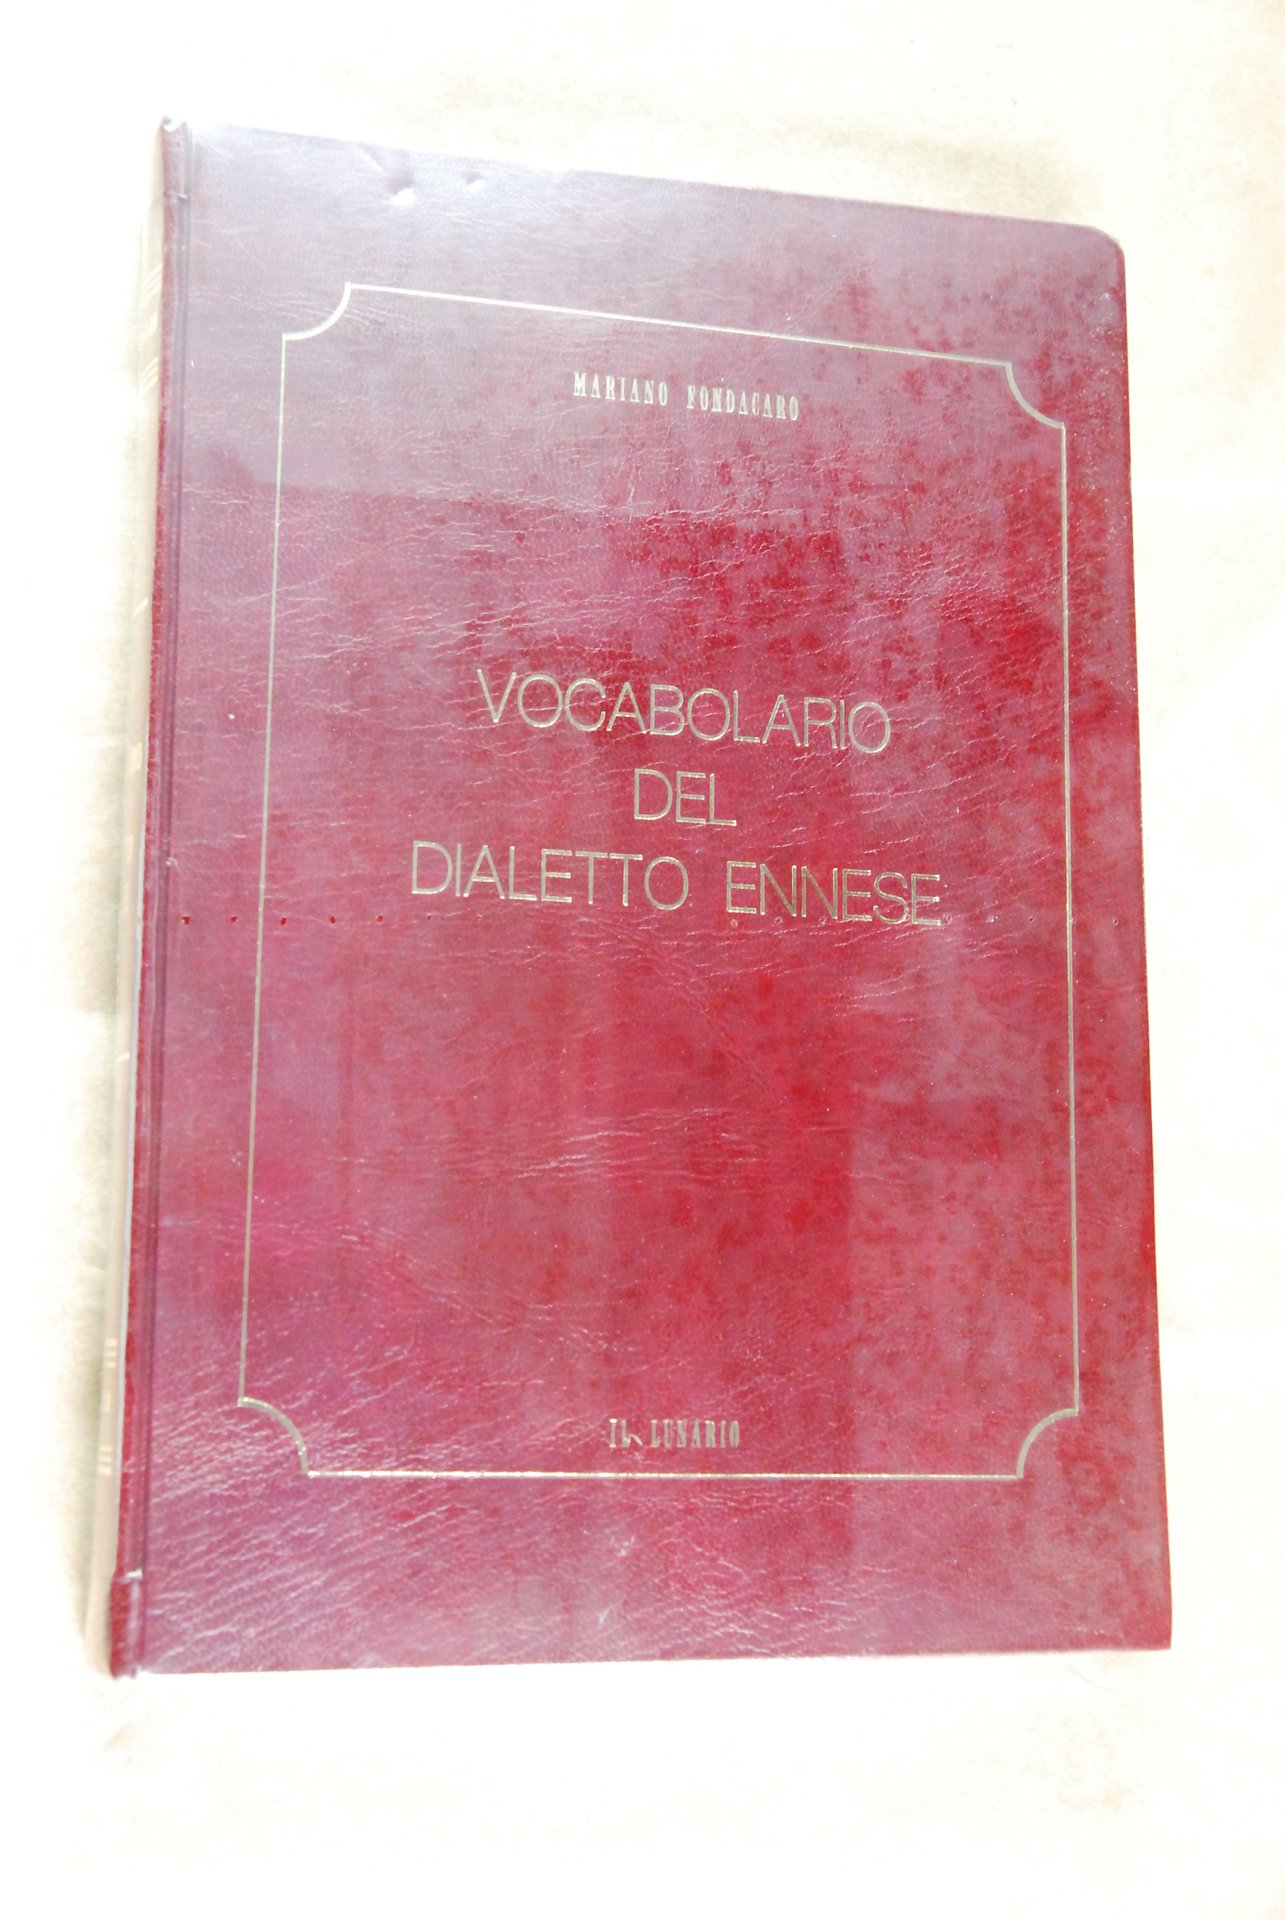 MARIANO FONDACARO
VOCABOLARIO
DEL
DIALETTO ENNESE
IL LUNARIO